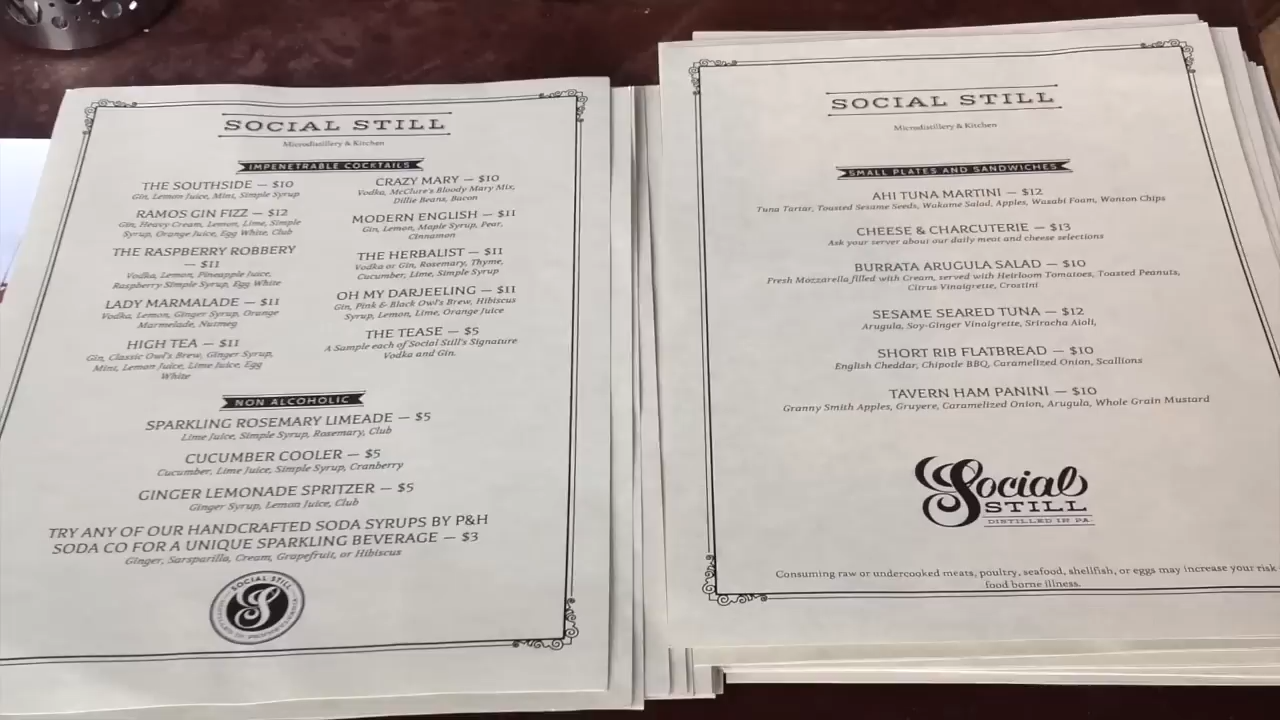 SOCIAL STILL
Microdistillery & Kitchen
IMPENETRABLE COCKTAILS
THE SOUTHSIDE — $10
Gin, Lemon Juice, Mint, Simple Syrup
RAMOS GIN FIZZ — $12
Gin, Heavy Cream, Lemon, Lime, Simple
Syrup, Orange Juice, Egg White, Club
THE RASPBERRY ROBBERY
— $11
Vodka, Lemon, Pineapple Juice,
Raspberry Simple Syrup, Egg White
LADY MARMALADE — $11
Vodka, Lemon, Ginger Syrup, Orange
Marmelade, Nutmeg
HIGH TEA — $11
Gin, Classic Owl's Brew, Ginger Syrup,
Mint, Lemon Juice, Lime Juice, Egg
White
CRAZY MARY — $10
Vodka, McClure's Bloody Mary Mix,
Dillie Beans, Bacon
MODERN ENGLISH — $11
Gin, Lemon, Maple Syrup, Pear,
Cinnamon
THE HERBALIST — $11
Vodka or Gin, Rosemary, Thyme,
Cucumber, Lime, Simple Syrup
OH MY DARJEELING — $11
Gin, Pink & Black Owl's Brew, Hibiscus
Syrup, Lemon, Lime, Orange Juice
THE TEASE — $5
A Sample each of Social Still's Signature
Vodka and Gin.
NON ALCOHOLIC
SPARKLING ROSEMARY LIMEADE — $5
Lime Juice, Simple Syrup, Rosemary, Club
CUCUMBER COOLER — $5
Cucumber, Lime Juice, Simple Syrup, Cranberry
GINGER LEMONADE SPRITZER — $5
Ginger Syrup, Lemon Juice, Club
TRY ANY OF OUR HANDCRAFTED SODA SYRUPS BY P&H
SODA CO FOR A UNIQUE SPARKLING BEVERAGE — $3
Ginger, Sarsparilla, Cream, Grapefruit, or Hibiscus
SOCIAL STILL
S
DISTILLED IN PENNSYLVANIA
SOCIAL STILL
Microdistillery & Kitchen
SMALL PLATES AND SANDWICHES
AHI TUNA MARTINI — $12
Tuna Tartar, Toasted Sesame Seeds, Wakame Salad, Apples, Wasabi Foam, Wonton Chips
CHEESE & CHARCUTERIE — $13
Ask your server about our daily meat and cheese selections
BURRATA ARUGULA SALAD — $10
Fresh Mozzarella filled with Cream, served with Heirloom Tomatoes, Toasted Peanuts,
Citrus Vinaigrette, Crostini
SESAME SEARED TUNA — $12
Arugula, Soy-Ginger Vinaigrette, Sriracha Aioli,
SHORT RIB FLATBREAD — $10
English Cheddar, Chipotle BBQ, Caramelized Onion, Scallions
TAVERN HAM PANINI — $10
Granny Smith Apples, Gruyere, Caramelized Onion, Arugula, Whole Grain Mustard
Social
STILL
DISTILLED IN PA
Consuming raw or undercooked meats, poultry, seafood, shellfish, or eggs may increase your risk
food borne illness.